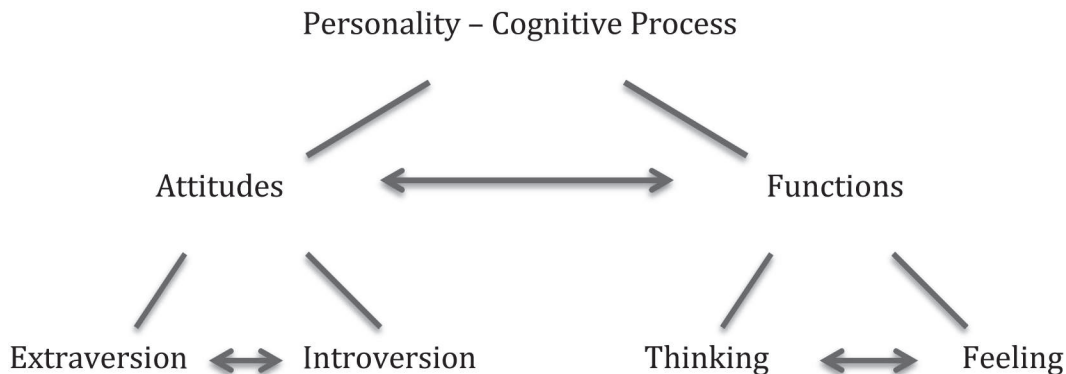 Personality – Cognitive Process
Attitudes
Functions
Extraversion
Introversion
Thinking
Feeling